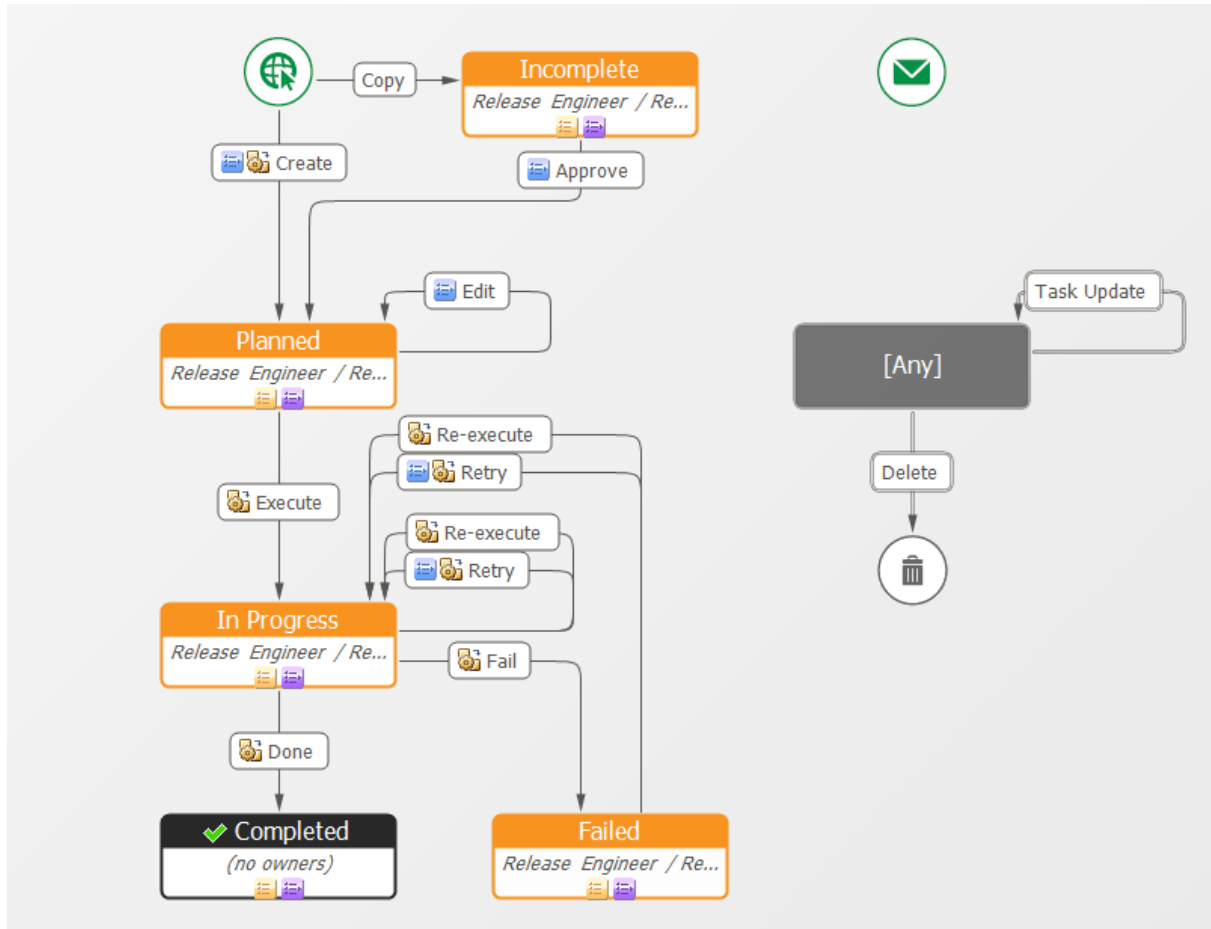 Copy
Incomplete
Release Engineer / Re...
Create
Approve
Edit
Task Update
Planned
Release Engineer / Re...
[Any]
Re-execute
Retry
Delete
Execute
Re-execute
Retry
In Progress
Release Engineer / Re...
Fail
Done
Completed
(no owners)
Failed
Release Engineer / Re...